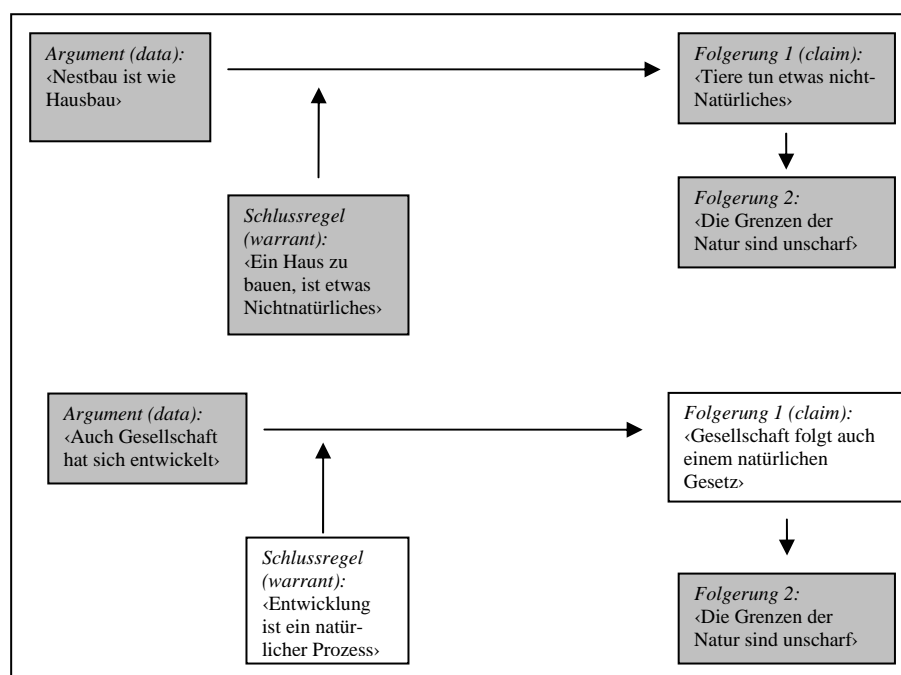 Argument (data):
‹Nestbau ist wie
Hausbau›
Folgerung 1 (claim):
‹Tiere tun etwas nicht-
Natürliches›
Schlussregel
(warrant):
‹Ein Haus zu
bauen, ist etwas
Nichtnatürliches›
Folgerung 2:
‹Die Grenzen der
Natur sind unscharf›
Argument (data):
‹Auch Gesellschaft
hat sich entwickelt›
Folgerung 1 (claim):
‹Gesellschaft folgt auch
einem natürlichen
Gesetz›
Schlussregel
(warrant):
‹Entwicklung
ist ein natür-
licher Prozess›
Folgerung 2:
‹Die Grenzen der
Natur sind unscharf›